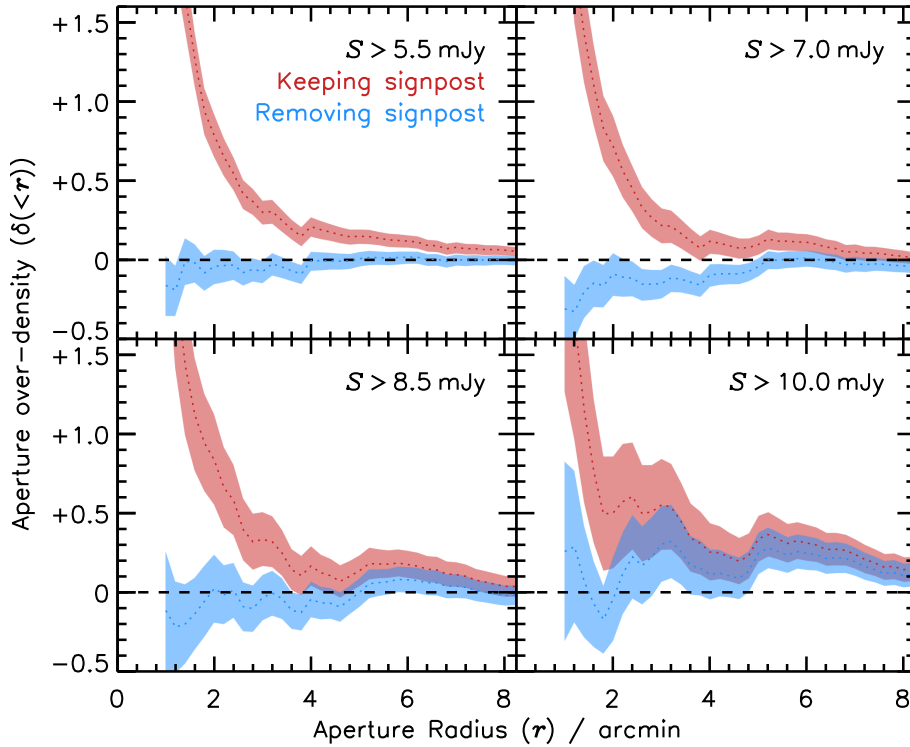 S > 5.5 mJy
Keeping signpost
Removing signpost
S > 7.0 mJy
+1.5
+1.0
+0.5
0
−0.5
S > 8.5 mJy
S > 10.0 mJy
+1.5
+1.0
+0.5
0
−0.5
Aperture over-density (δ(<r))
0 2 4 6 8 2 4 6 8
Aperture Radius (r) / arcmin